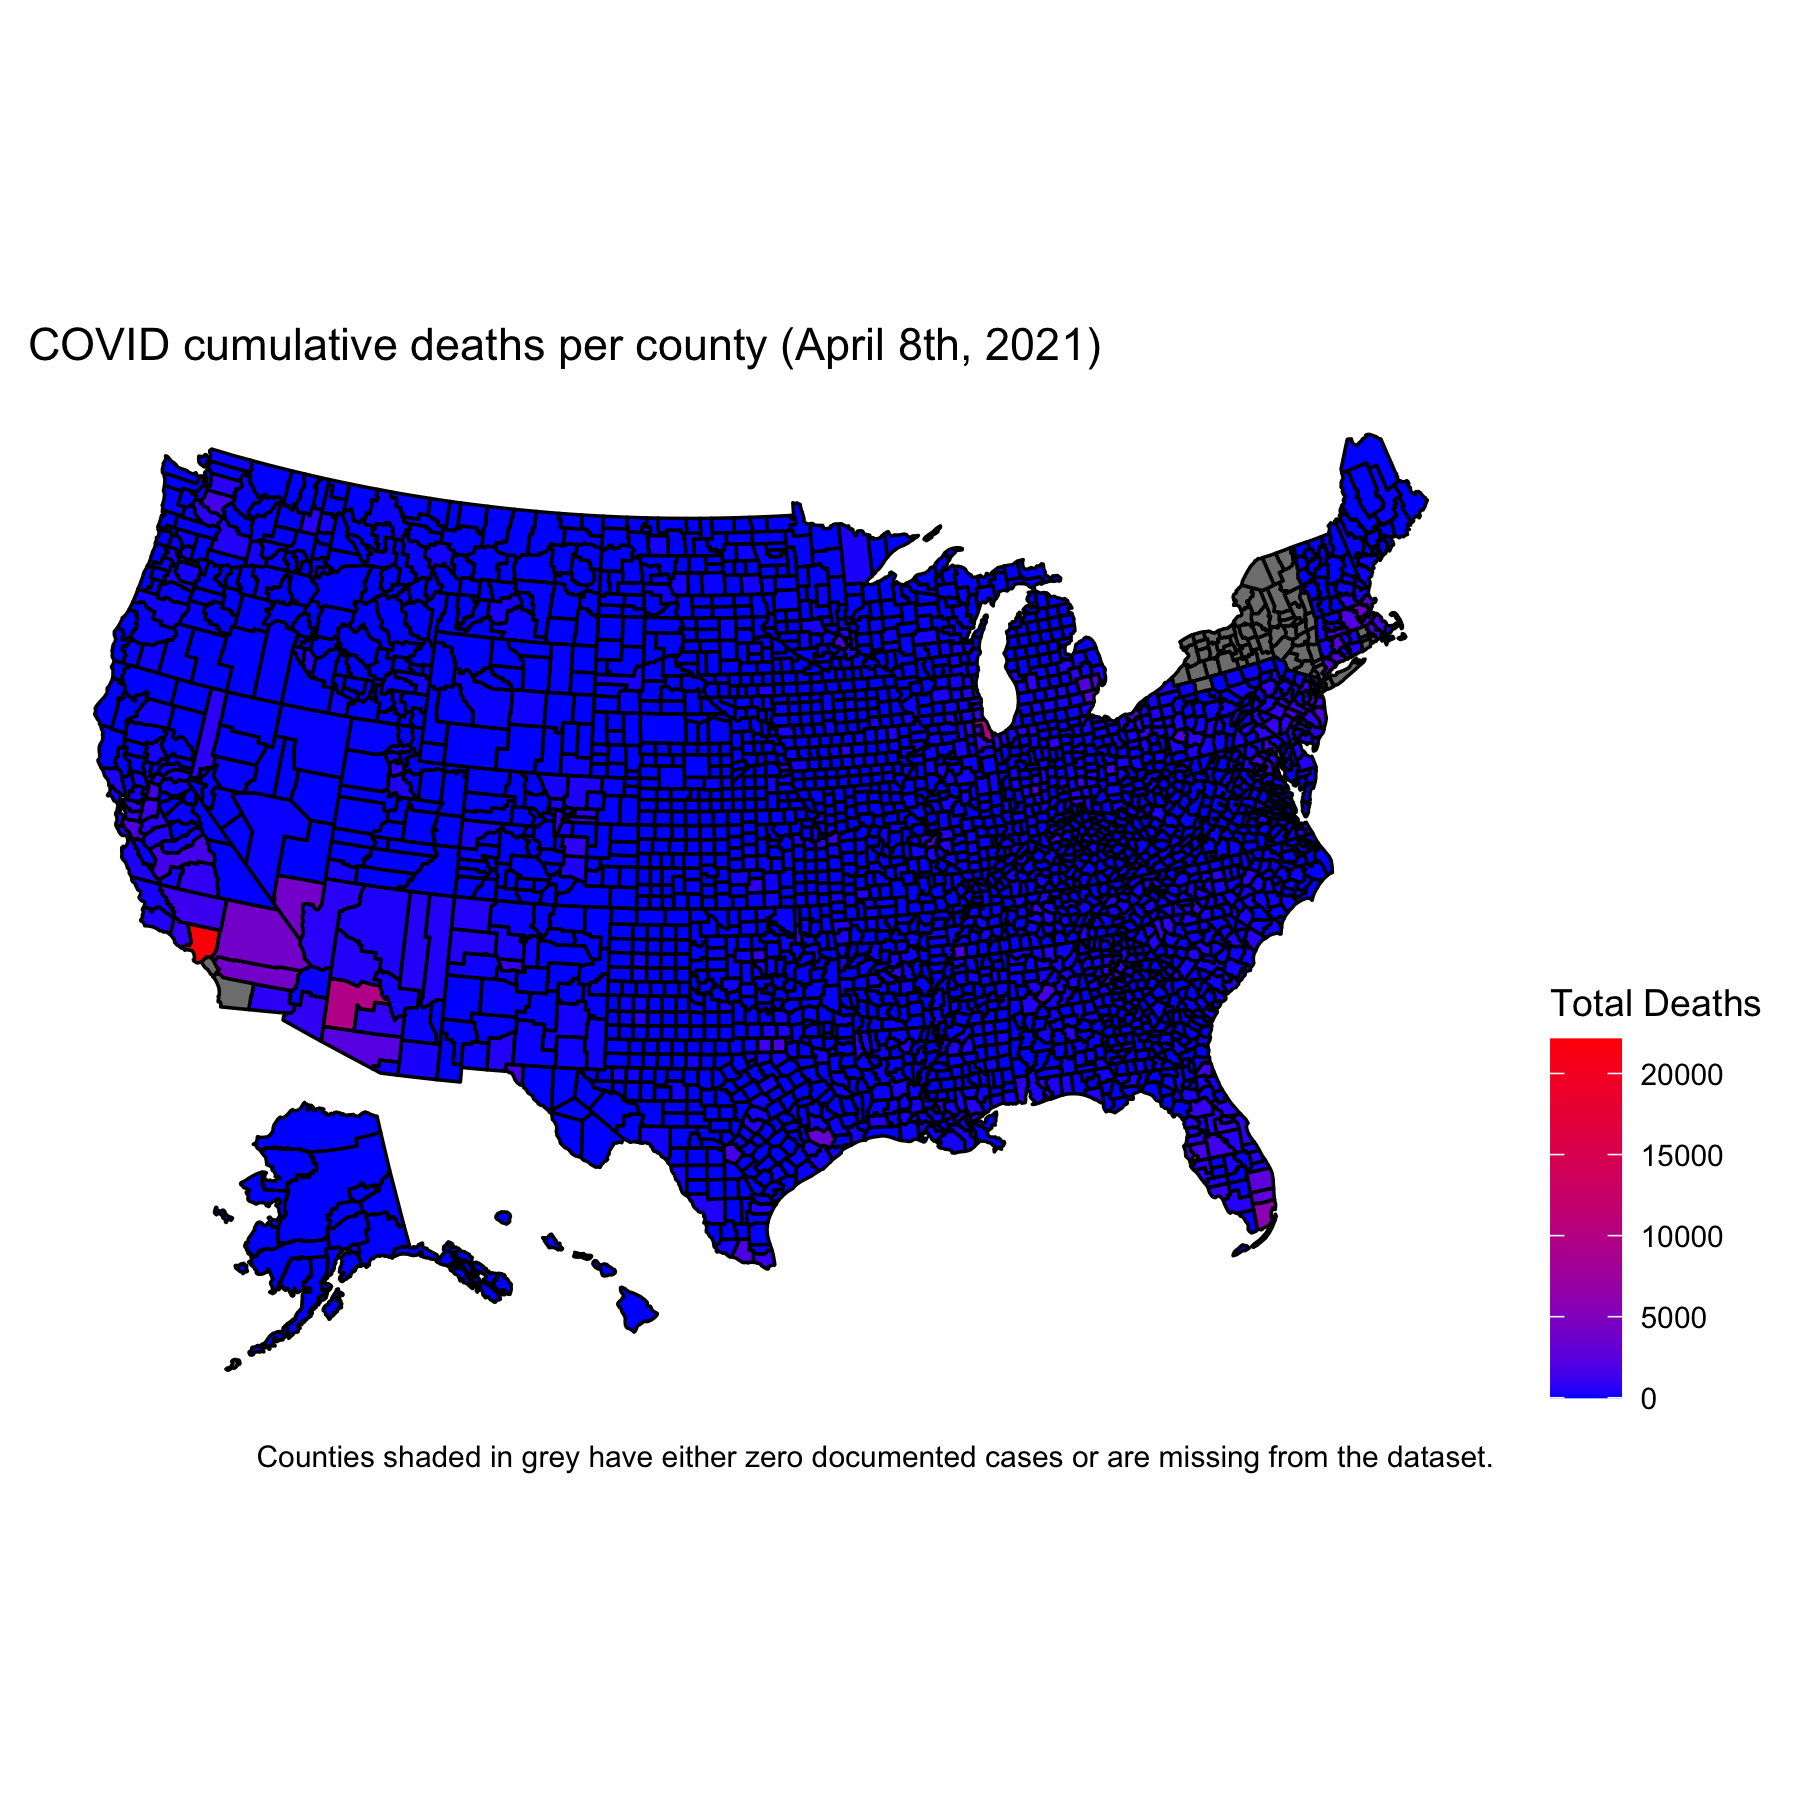 COVID cumulative deaths per county (April 8th, 2021)
Total Deaths
20000
15000
10000
5000
0
Counties shaded in grey have either zero documented cases or are missing from the dataset.